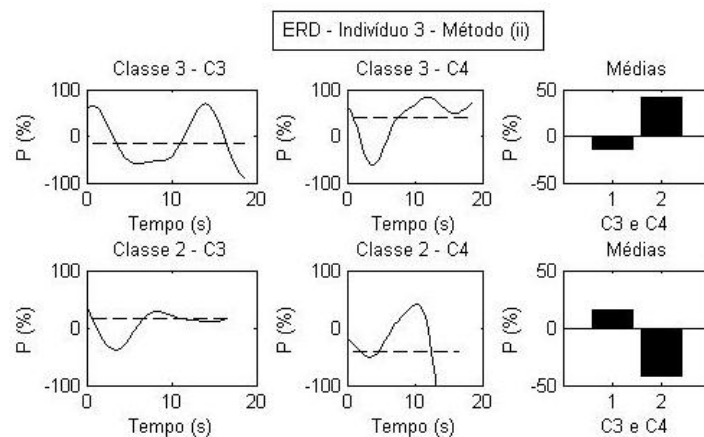 ERD - Indivíduo 3 - Método (ii)
Classe 3 - C3
100
0
-100
P (%)
0 10 20
Tempo (s)
Classe 3 - C4
100
0
-100
P (%)
0 10 20
Tempo (s)
Médias
50
0
-50
P (%)
1 2
C3 e C4
Classe 2 - C3
100
0
-100
P (%)
0 10 20
Tempo (s)
Classe 2 - C4
100
0
-100
P (%)
0 10 20
Tempo (s)
Médias
50
0
-50
P (%)
1 2
C3 e C4